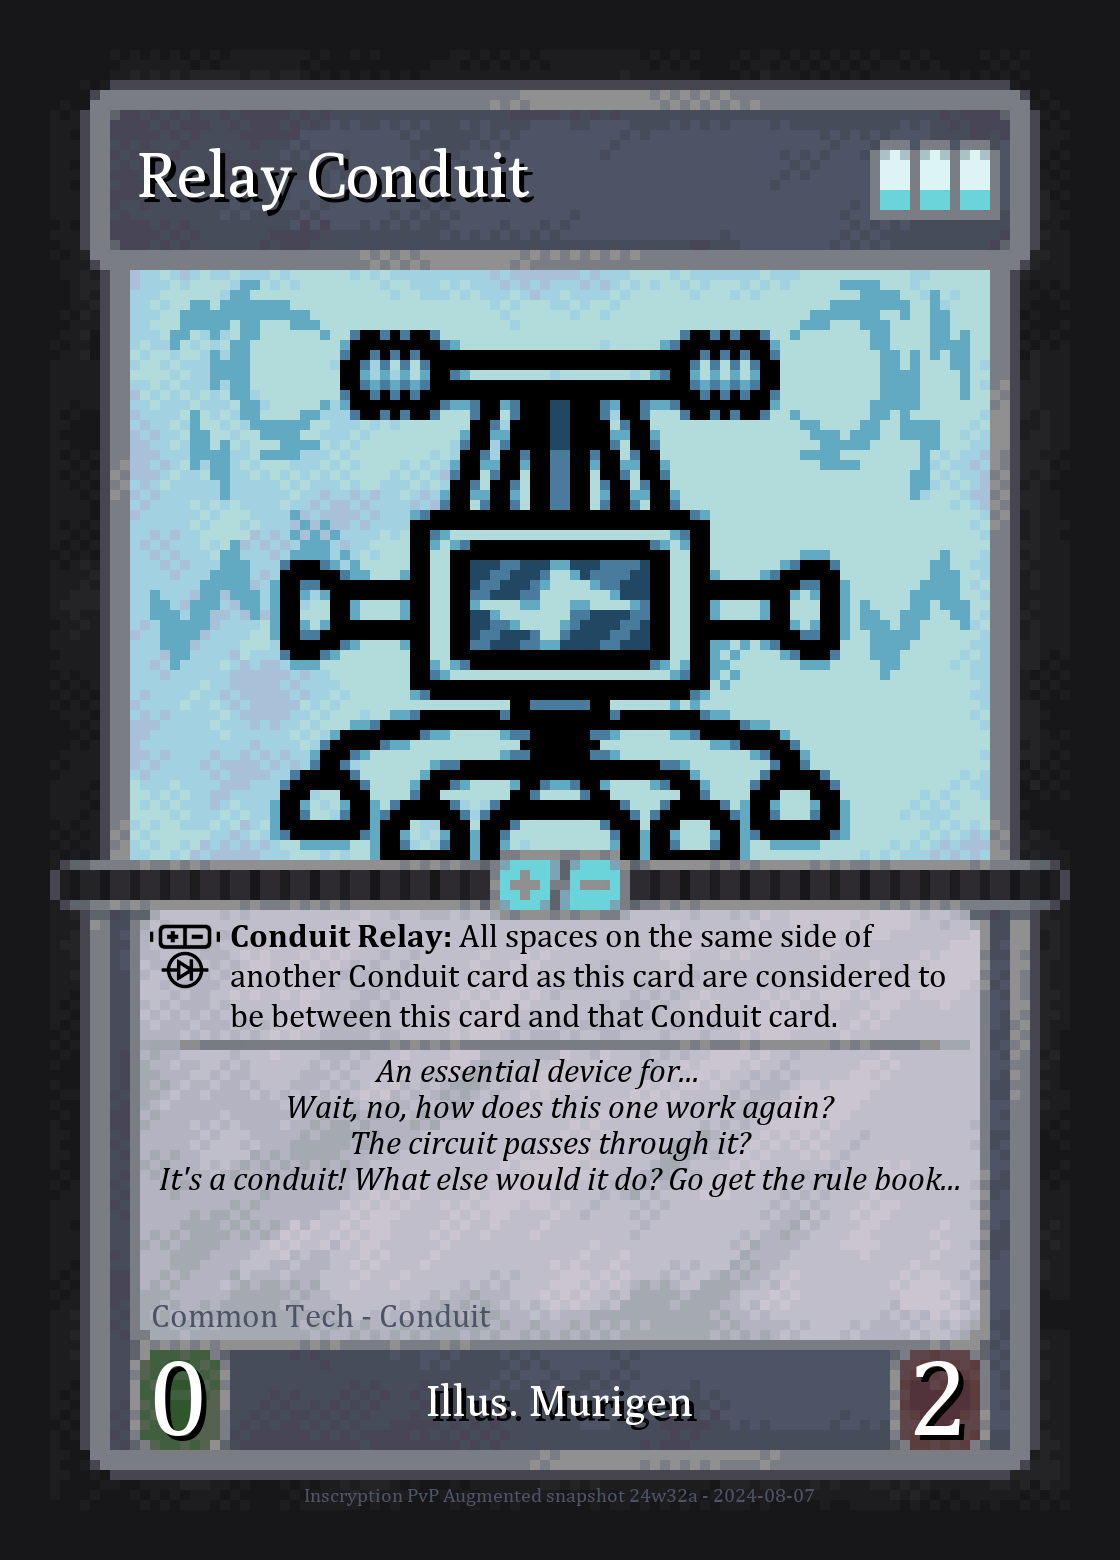 Relay Conduit
Conduit Relay: All spaces on the same side of
another Conduit card as this card are considered to
be between this card and that Conduit card.
An essential device for...
Wait, no, how does this one work again?
The circuit passes through it?
It's a conduit! What else would it do? Go get the rule book...
Common Tech - Conduit
0
Illus. Murigen
2
Inscryption PvP Augmented snapshot 24w32a - 2024-08-07